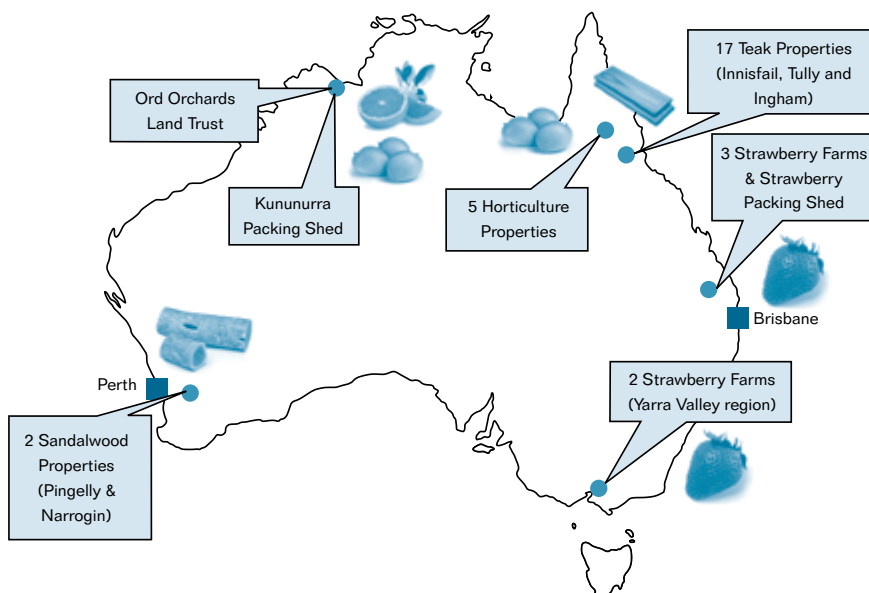 17 Teak Properties
(Innisfail, Tully and
Ingham)
Ord Orchards
Land Trust
3 Strawberry Farms
& Strawberry
Packing Shed
Kununurra
Packing Shed
5 Horticulture
Properties
Brisbane
Perth
2 Strawberry Farms
(Yarra Valley region)
2 Sandalwood
Properties
(Pingelly &
Narrogin)